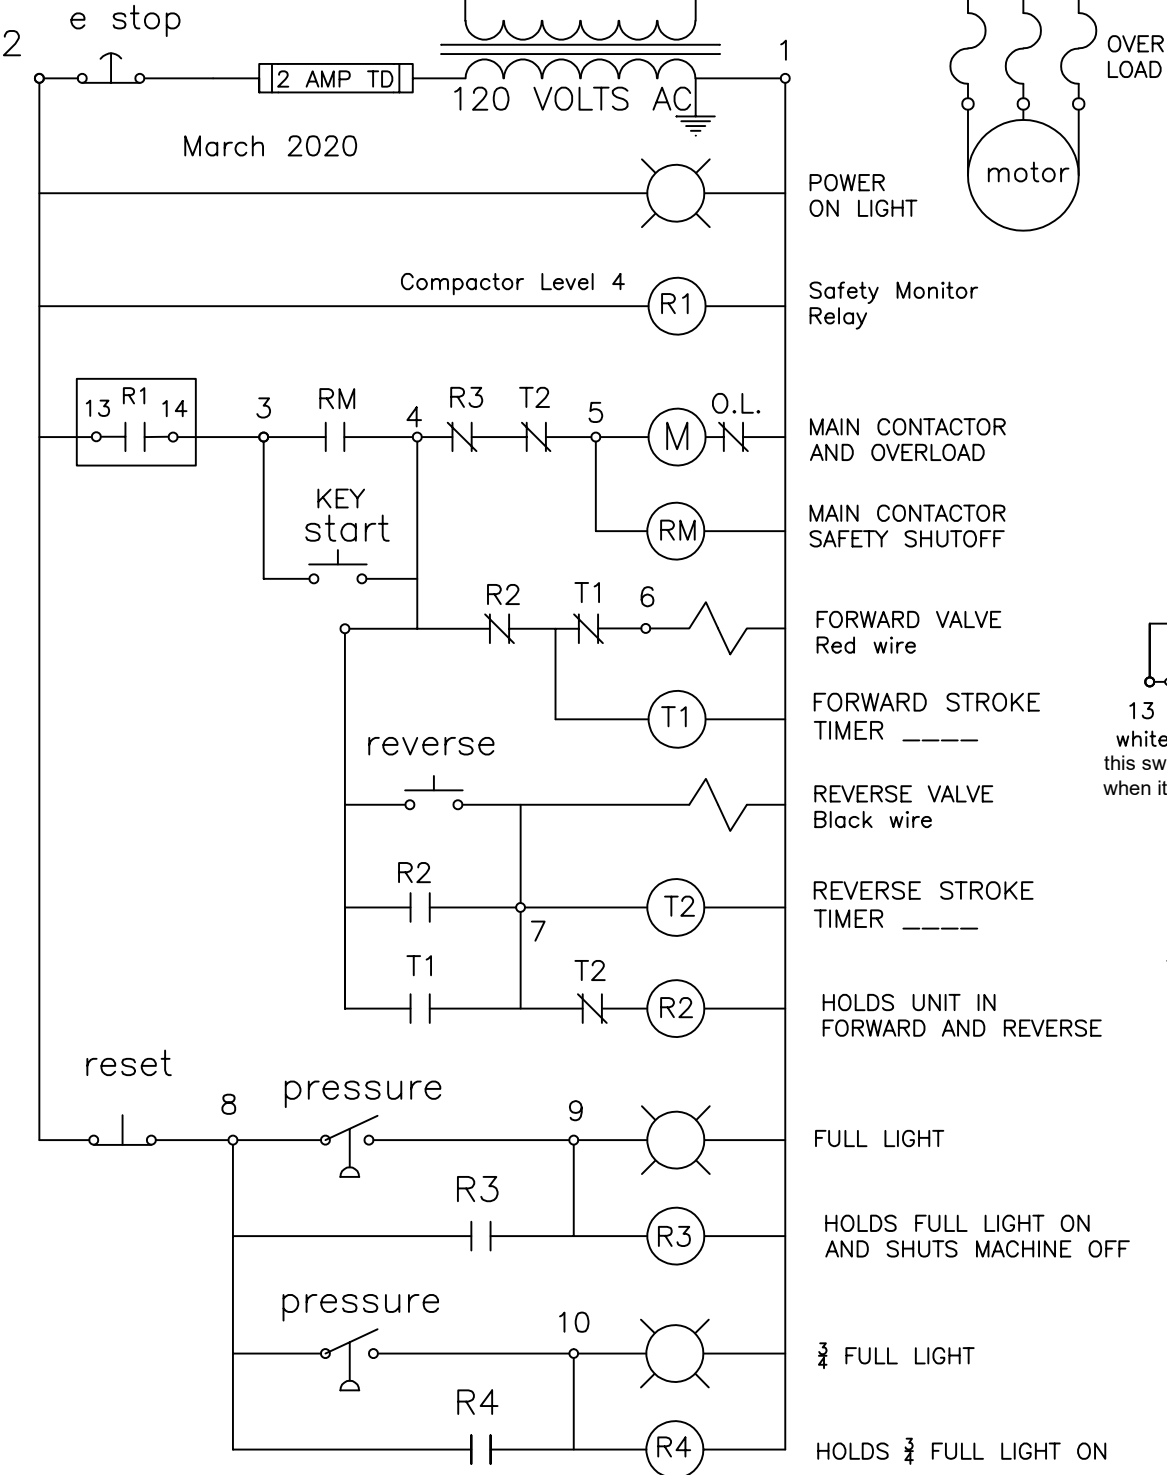 e stop
2
1
OVER
LOAD
2 AMP TD
120 VOLTS AC
March 2020
motor
POWER
ON LIGHT
Compactor Level 4
R1
Safety Monitor
Relay
13
R1
14
3
RM
4
R3
T2
5
M
O.L.
MAIN CONTACTOR
AND OVERLOAD
KEY
start
RM
MAIN CONTACTOR
SAFETY SHUTOFF
R2
T1
6
FORWARD VALVE
Red wire
T1
FORWARD STROKE
TIMER ____
13
white
this sw
when it
reverse
REVERSE VALVE
Black wire
R2
7
T2
REVERSE STROKE
TIMER ____
T1
T2
R2
HOLDS UNIT IN
FORWARD AND REVERSE
reset
8
pressure
9
FULL LIGHT
R3
R3
HOLDS FULL LIGHT ON
AND SHUTS MACHINE OFF
pressure
10
3/4 FULL LIGHT
R4
R4
HOLDS 3/4 FULL LIGHT ON